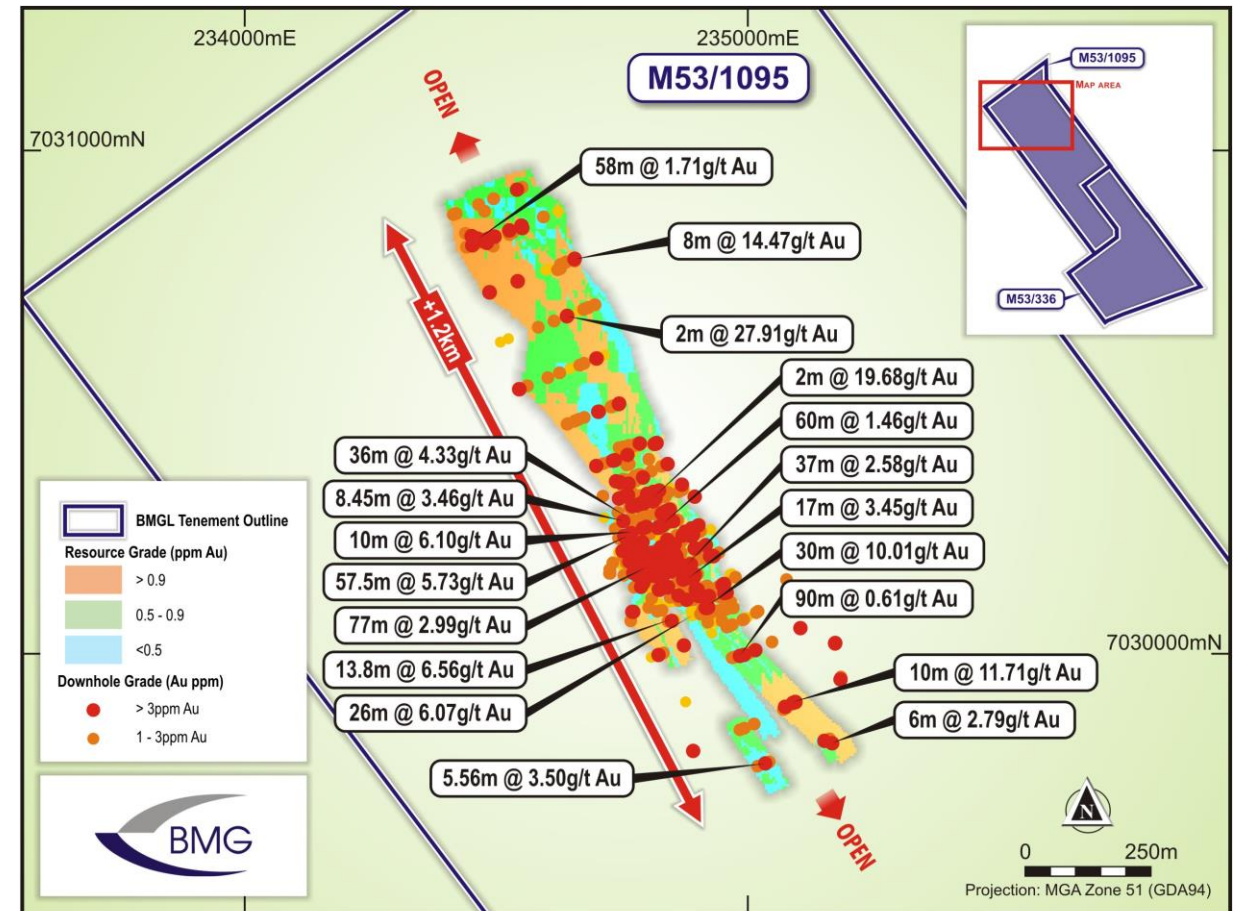 234000mE
235000mE
M53/1095
M53/1095
MAP AREA
M53/336
OPEN
7031000mN
58m @ 1.71g/t Au
8m @ 14.47g/t Au
2m @ 27.91g/t Au
+1.2km
2m @ 19.68g/t Au
60m @ 1.46g/t Au
37m @ 2.58g/t Au
17m @ 3.45g/t Au
30m @ 10.01g/t Au
90m @ 0.61g/t Au
36m @ 4.33g/t Au
8.45m @ 3.46g/t Au
10m @ 6.10g/t Au
57.5m @ 5.73g/t Au
77m @ 2.99g/t Au
13.8m @ 6.56g/t Au
26m @ 6.07g/t Au
5.56m @ 3.50g/t Au
7030000mN
10m @ 11.71g/t Au
6m @ 2.79g/t Au
OPEN
BMGL Tenement Outline
Resource Grade (ppm Au)
> 0.9
0.5 - 0.9
<0.5
Downhole Grade (Au ppm)
> 3ppm Au
1 - 3ppm Au
BMG
N
0 250m
Projection: MGA Zone 51 (GDA94)